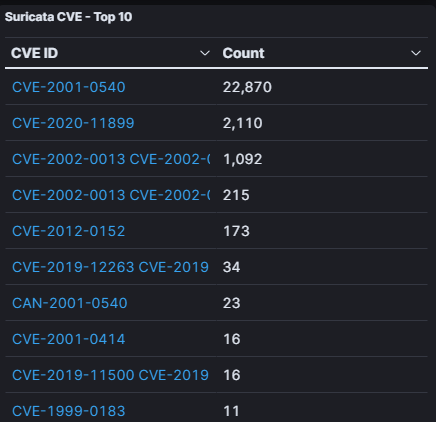 Suricata CVE - Top 10
CVE ID Count
CVE-2001-0540 22,870
CVE-2020-11899 2,110
CVE-2002-0013 CVE-2002- 1,092
CVE-2002-0013 CVE-2002- 215
CVE-2012-0152 173
CVE-2019-12263 CVE-2019 34
CAN-2001-0540 23
CVE-2001-0414 16
CVE-2019-11500 CVE-2019 16
CVE-1999-0183 11